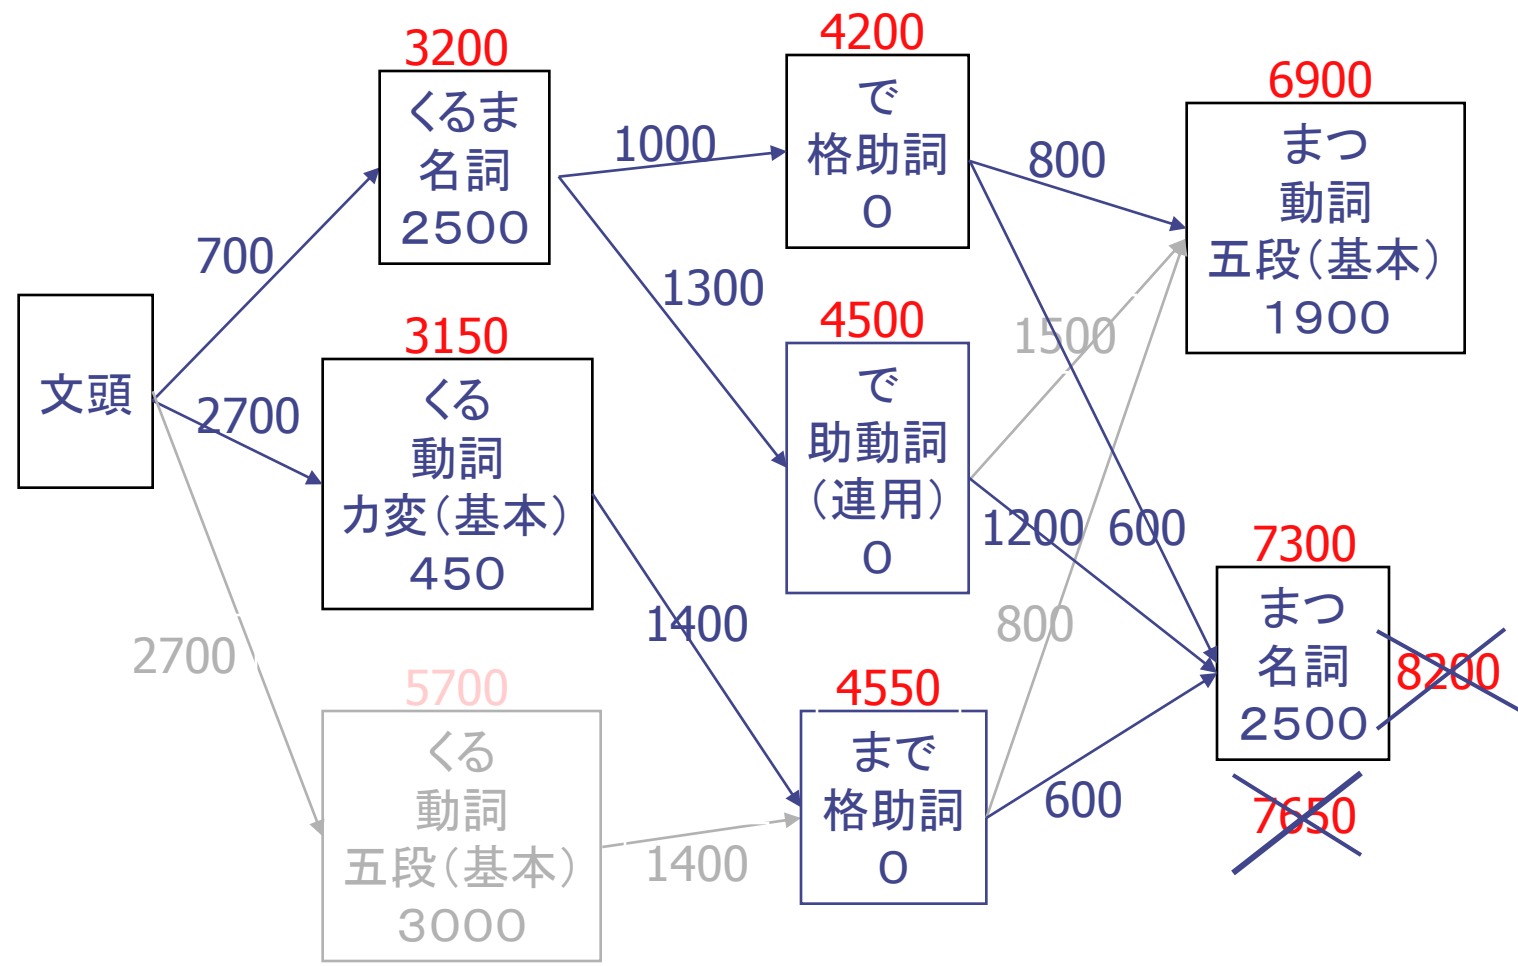 文頭
700
2700
2700
3200
くるま
名詞
2500
3150
くる
動詞
カ変(基本)
450
5700
くる
動詞
五段(基本)
3000
1000
1300
1400
1400
4200
で
格助詞
0
4500
で
助動詞
(連用)
0
4550
まで
格助詞
0
800
1500
1200
600
800
600
6900
まつ
動詞
五段(基本)
1900
7300
まつ
名詞
2500
8200
7650